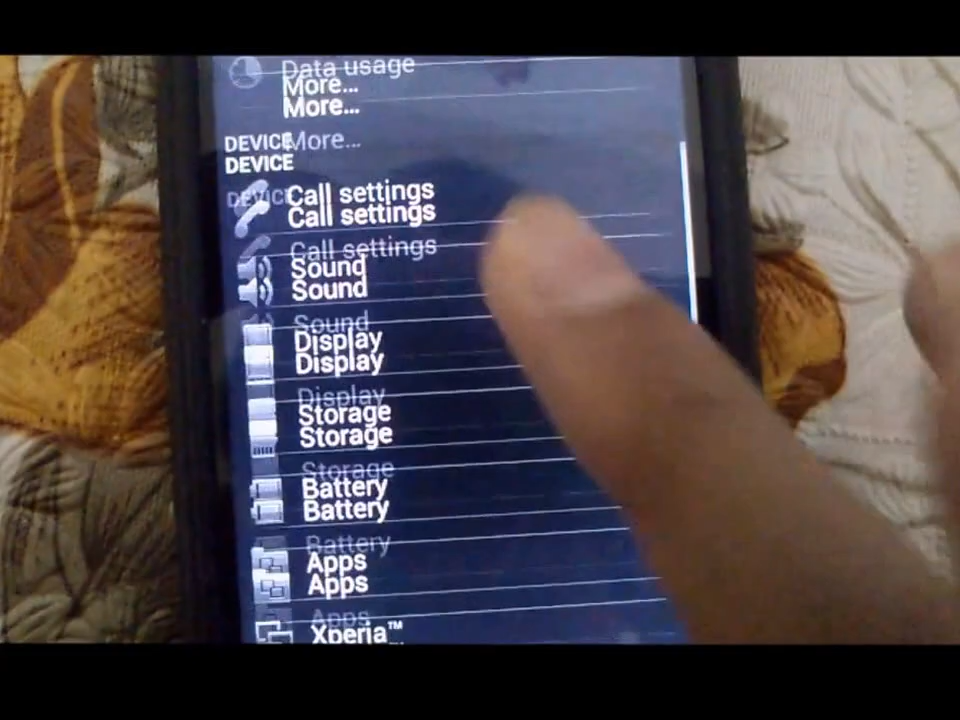 Data usage
More...
More...
More...
DEVICE
DEVICE
DEVICE
Call settings
Call settings
Call settings
Sound
Sound
Sound
Display
Display
Display
Storage
Storage
Storage
Battery
Battery
Battery
Apps
Apps
Apps
Xperia™